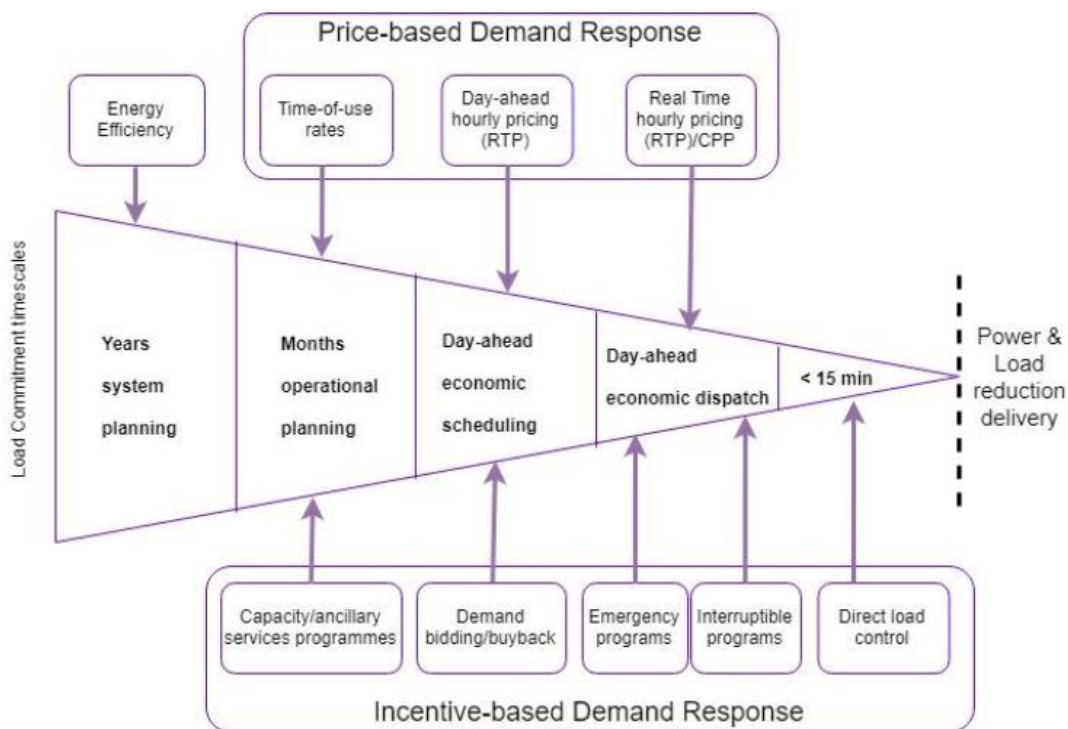 Price-based Demand Response
Energy
Efficiency
Time-of-use
rates
Day-ahead
hourly pricing
(RTP)
Real Time
hourly pricing
(RTP)/CPP
Load Commitment timescales
Years
system
planning
Months
operational
planning
Day-ahead
economic
scheduling
Day-ahead
economic dispatch
< 15 min
Power &
Load
reduction
delivery
Capacity/ancillary
services programmes
Demand
bidding/buyback
Emergency
programs
Interruptible
programs
Direct load
control
Incentive-based Demand Response